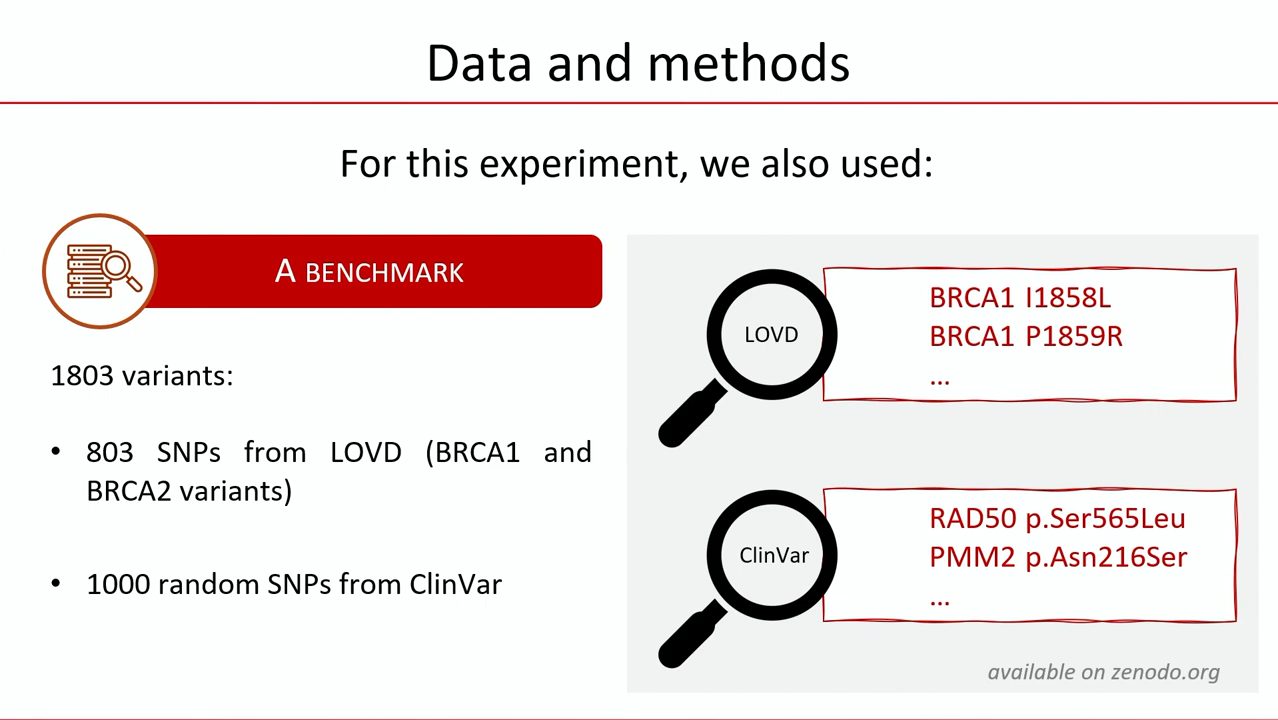 Data and methods
For this experiment, we also used:
A BENCHMARK
1803 variants:
• 803 SNPs from LOVD (BRCA1 and
BRCA2 variants)
• 1000 random SNPs from ClinVar
LOVD
BRCA1 I1858L
BRCA1 P1859R
...
ClinVar
RAD50 p.Ser565Leu
PMM2 p.Asn216Ser
...
available on zenodo.org